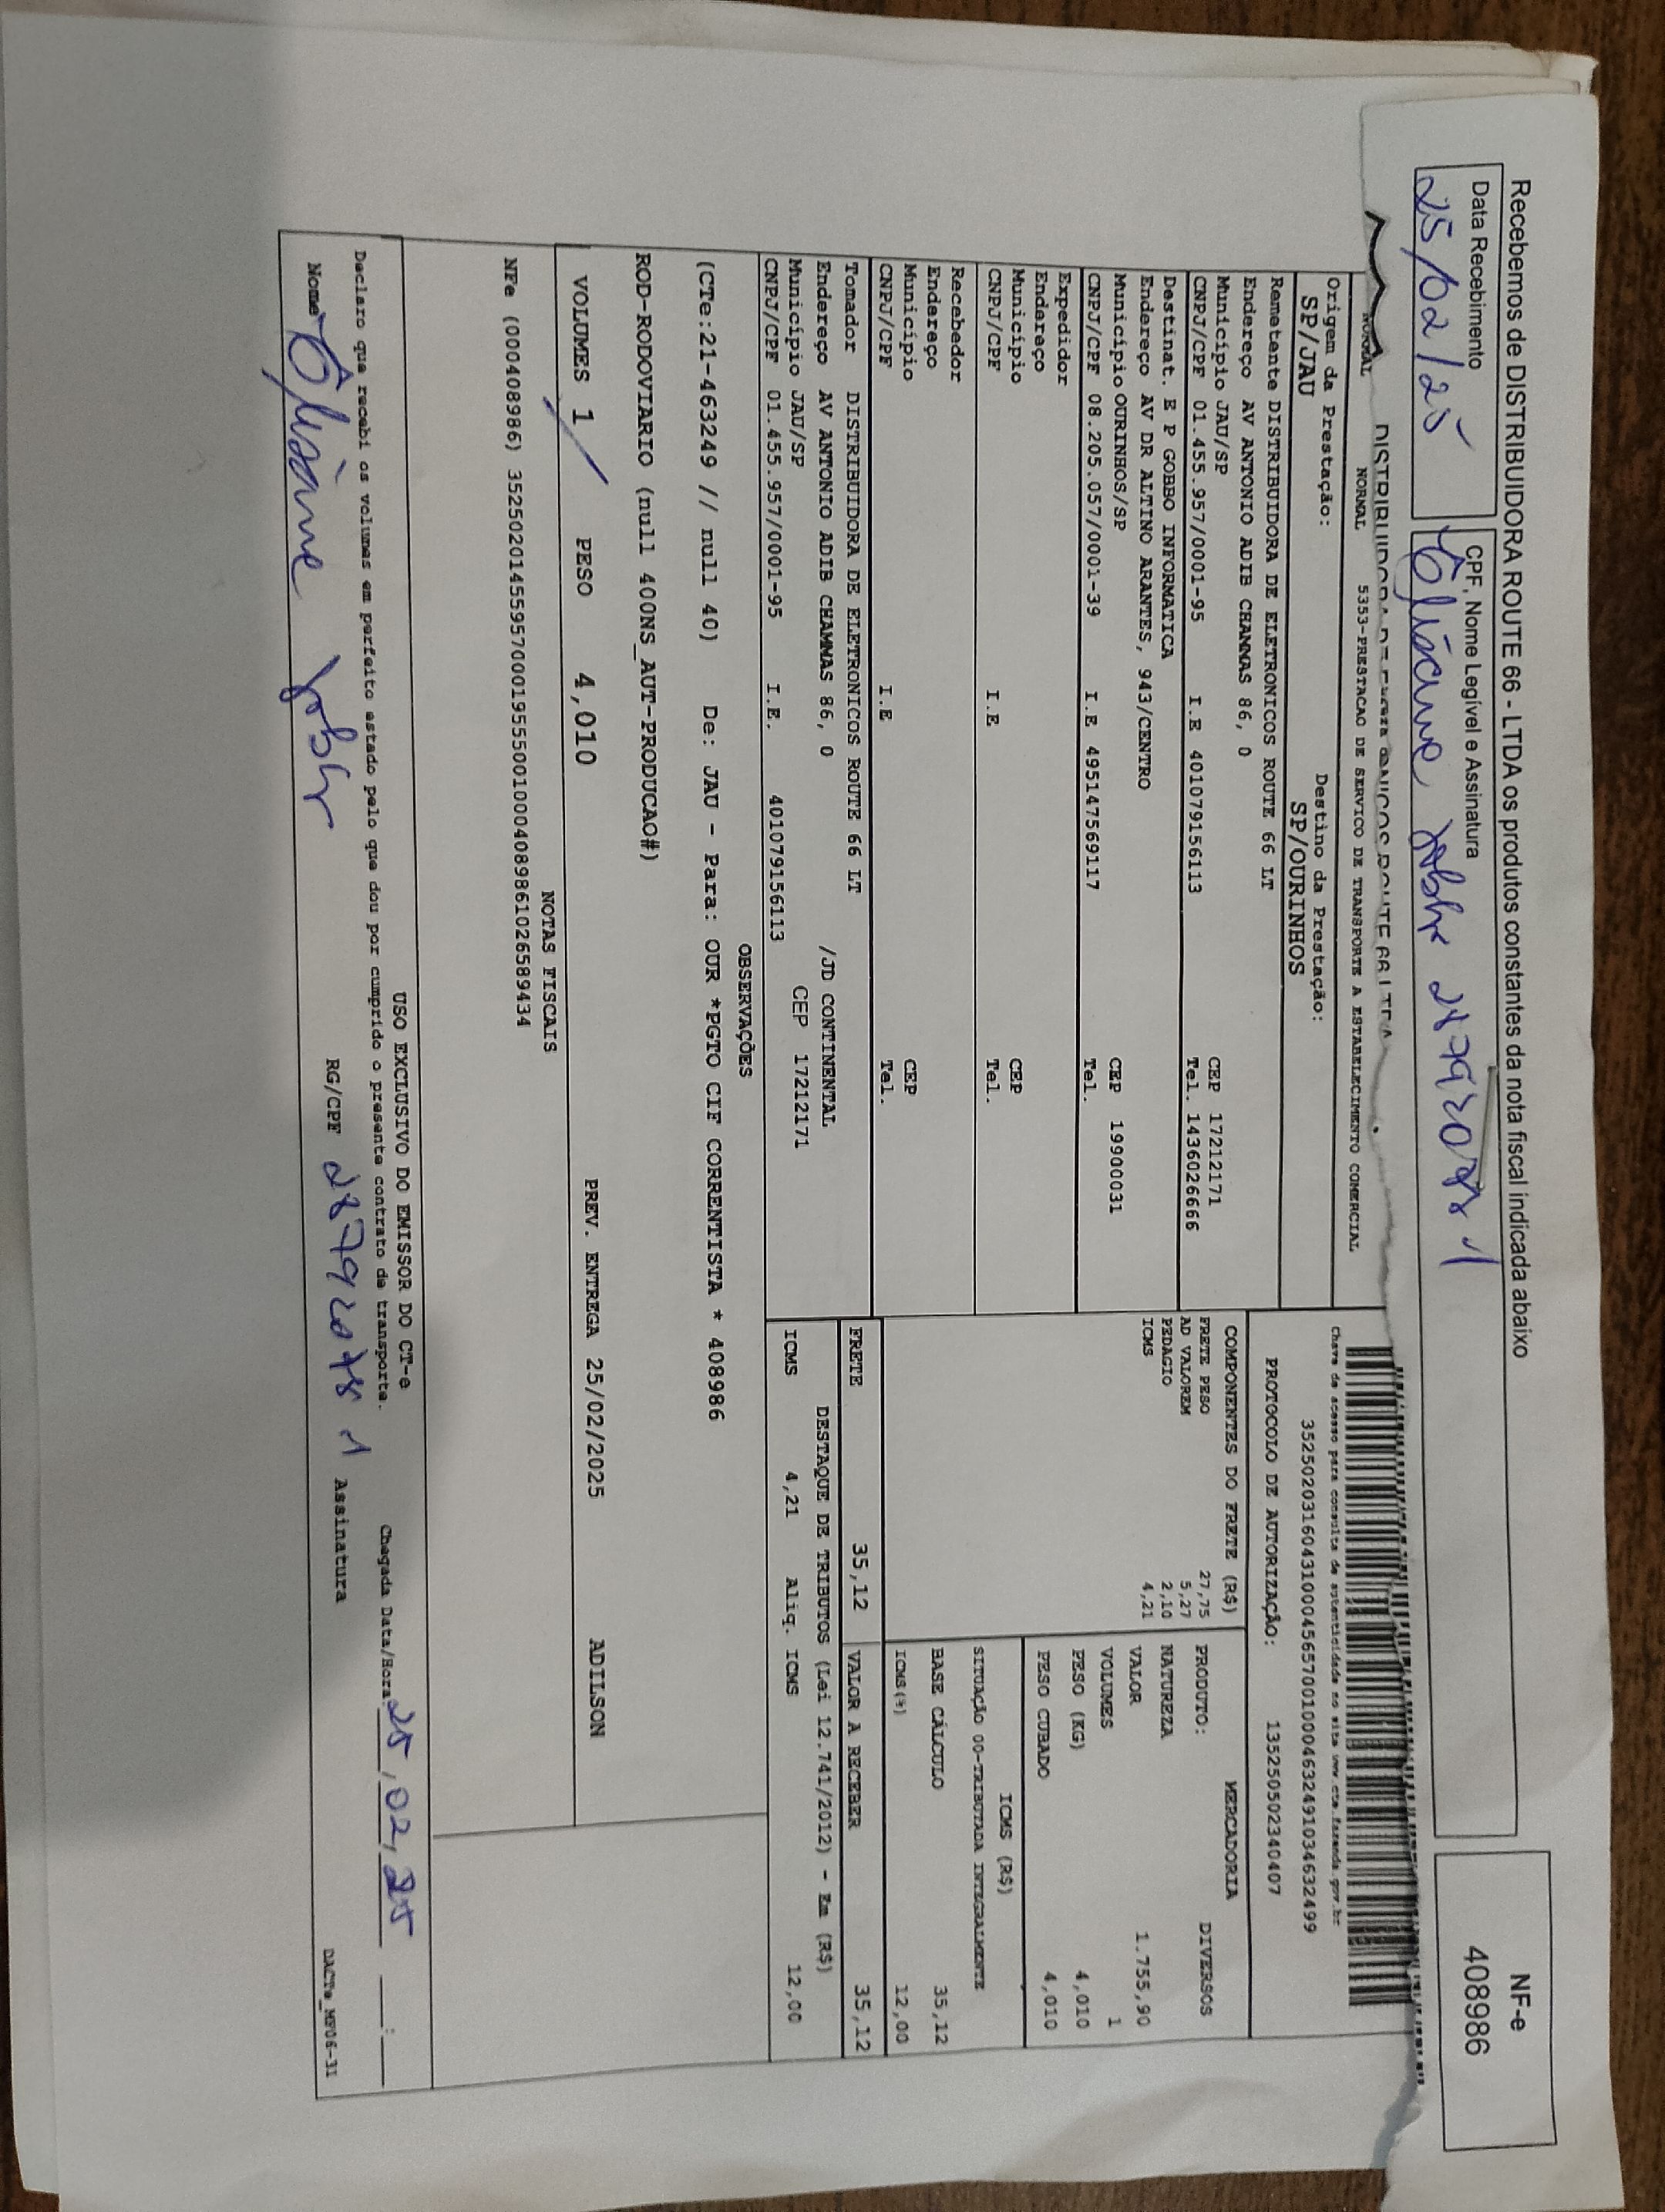 Recebemos de DISTRIBUIDORA ROUTE 66 - LTDA os produtos constantes da nota fiscal indicada abaixo
Data Recebimento
25/02/25
CPF, Nome Legível e Assinatura
NF-e
408986
NORMAL
NORMAL 5353-PRESTACAO DE SERVICO DE TRANSPORTE A ESTABELECIMENTO COMERCIAL
Origem da Prestação:
SP/JAU
Destino da Prestação:
SP/OURINHOS
Chave de acesso para consulta de autenticidade no site www.cte.fazenda.gov.br
35250203160431000456570010004632491034632499
PROTOCOLO DE AUTORIZAÇÃO: 135250502340407
Remetente DISTRIBUIDORA DE ELETRONICOS ROUTE 66 LT
Endereço AV ANTONIO ADIB CHAMMAS 86, 0
Município JAU/SP CEP 17212171
CNPJ/CPF 01.455.957/0001-95 I.E 401079156113 Tel. 1436026666
Destinat. E P GOBBO INFORMATICA
Endereço AV DR ALTINO ARANTES, 943/CENTRO
Município OURINHOS/SP CEP 19900031
CNPJ/CPF 08.205.057/0001-39 I.E 495147569117 Tel.
Expedidor
Endereço
Município CEP
CNPJ/CPF I.E Tel.
Recebedor
Endereço
Município CEP
CNPJ/CPF I.E Tel.
Tomador DISTRIBUIDORA DE ELETRONICOS ROUTE 66 LT
Endereço AV ANTONIO ADIB CHAMMAS 86, 0 /JD CONTINENTAL
Município JAU/SP CEP 17212171
CNPJ/CPF 01.455.957/0001-95 I.E. 401079156113
COMPONENTES DO FRETE (R$)
FRETE PESO 27,75
AD VALOREM 5,27
PEDAGIO 2,10
ICMS 4,21
MERCADORIA
PRODUTO: DIVERSOS
NATUREZA
VALOR 1.755,90
VOLUMES 1
PESO (KG) 4,010
PESO CUBADO 4,010
ICMS (R$)
SITUAÇÃO 00-TRIBUTADA INTEGRALMENTE
BASE CÁLCULO 35,12
ICMS(%) 12,00
FRETE 35,12 VALOR A RECEBER 35,12
DESTAQUE DE TRIBUTOS (Lei 12.741/2012) - Em (R$)
ICMS 4,21 Aliq. ICMS 12,00
OBSERVAÇÕES
(CTe:21-463249 // null 40) De: JAU - Para: OUR *PGTO CIF CORRENTISTA * 408986
ROD-RODOVIARIO (null 400NS_AUT-PRODUCAO#)
VOLUMES 1 PESO 4,010 PREV. ENTREGA 25/02/2025 ADILSON
NOTAS FISCAIS
NFe (000408986) 35250201455957000195550010004089861026589434
USO EXCLUSIVO DO EMISSOR DO CT-e
Declaro que recebi os volumes em perfeito estado pelo que dou por cumprido o presente contrato de transporte.
Chegada Data/Hora 25,02,25 :
Nome RG/CPF Assinatura
DACTe_MF06-31